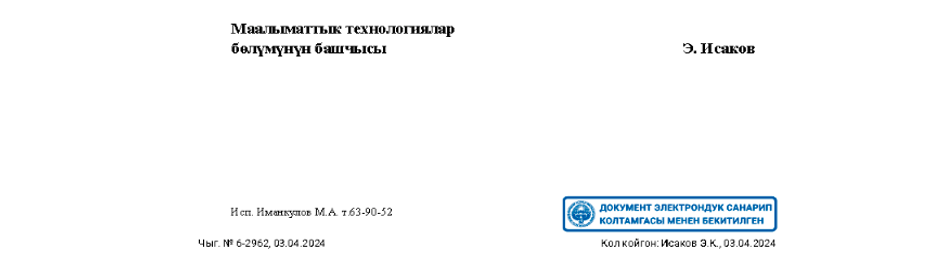 Маалыматтык технологиялар
бөлүмүнүн башчысы Э. Исаков
Исп. Иманкулов М.А. т.63-90-52
ДОКУМЕНТ ЭЛЕКТРОНДУК САНАРИП
КОЛТАМГАСЫ МЕНЕН БЕКИТИЛГЕН
Чыг. № 6-2962, 03.04.2024 Кол койгон: Исаков Э.К., 03.04.2024